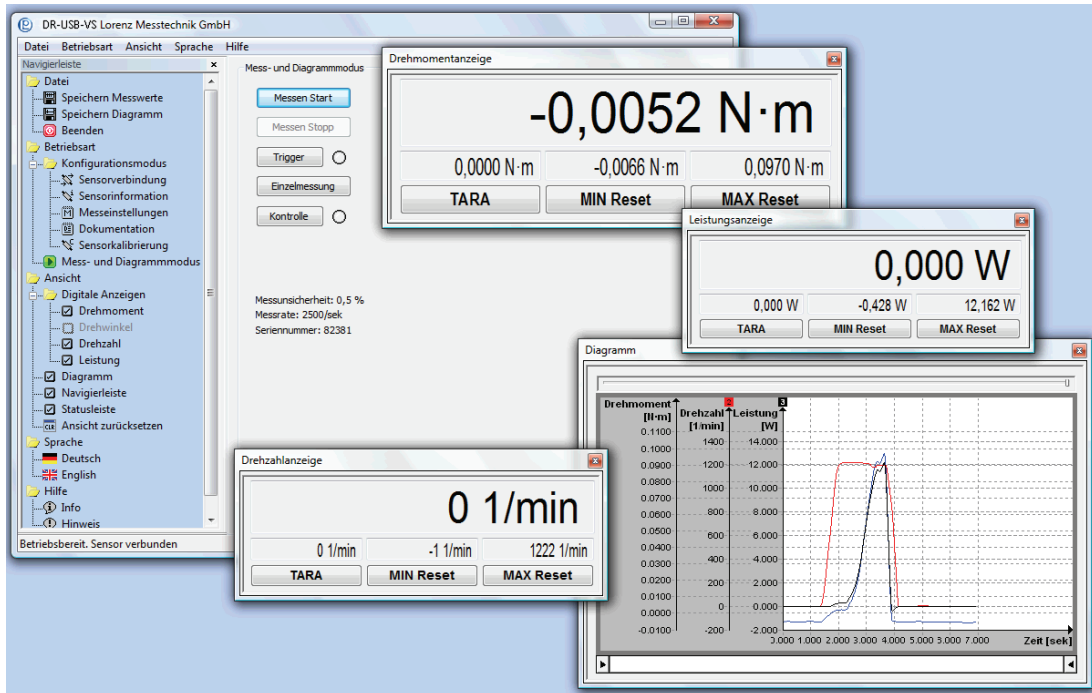 DR-USB-VS Lorenz Messtechnik GmbH
Datei Betriebsart Ansicht Sprache Hilfe
Navigierleiste
Datei
Speichern Messwerte
Speichern Diagramm
Beenden
Betriebsart
Konfigurationsmodus
Sensorverbindung
Sensorinformation
Messeinstellungen
Dokumentation
Sensorkalibrierung
Mess- und Diagrammmodus
Ansicht
Digitale Anzeigen
Drehmoment
Drehwinkel
Drehzahl
Leistung
Diagramm
Navigierleiste
Statusleiste
CLR Ansicht zurücksetzen
Sprache
Deutsch
English
Hilfe
Info
Hinweis
Betriebsbereit. Sensor verbunden
Mess- und Diagrammmodus
Messen Start
Messen Stopp
Trigger
Einzelmessung
Kontrolle
Messunsicherheit: 0,5 %
Messrate: 2500/sek
Seriennummer: 82381
Drehmomentanzeige
-0,0052 N·m
0,0000 N·m -0,0066 N·m 0,0970 N·m
TARA MIN Reset MAX Reset
Leistungsanzeige
0,000 W
0,000 W -0,428 W 12,162 W
TARA MIN Reset MAX Reset
Drehzahlanzeige
0 1/min
0 1/min -1 1/min 1222 1/min
TARA MIN Reset MAX Reset
Diagramm
2 3
Drehmoment Drehzahl Leistung
[N·m] [1/min] [W]
0.1100 1400 14.000
0.1000
0.0900 1200 12.000
0.0800 1000 10.000
0.0700
0.0600 800 8.000
0.0500 600 6.000
0.0400
0.0300 400 4.000
0.0200 200 2.000
0.0100
0.0000 0 0.000
-0.0100 -200 -2.000
0.000 1.000 2.000 3.000 4.000 5.000 6.000 7.000 Zeit [sek]